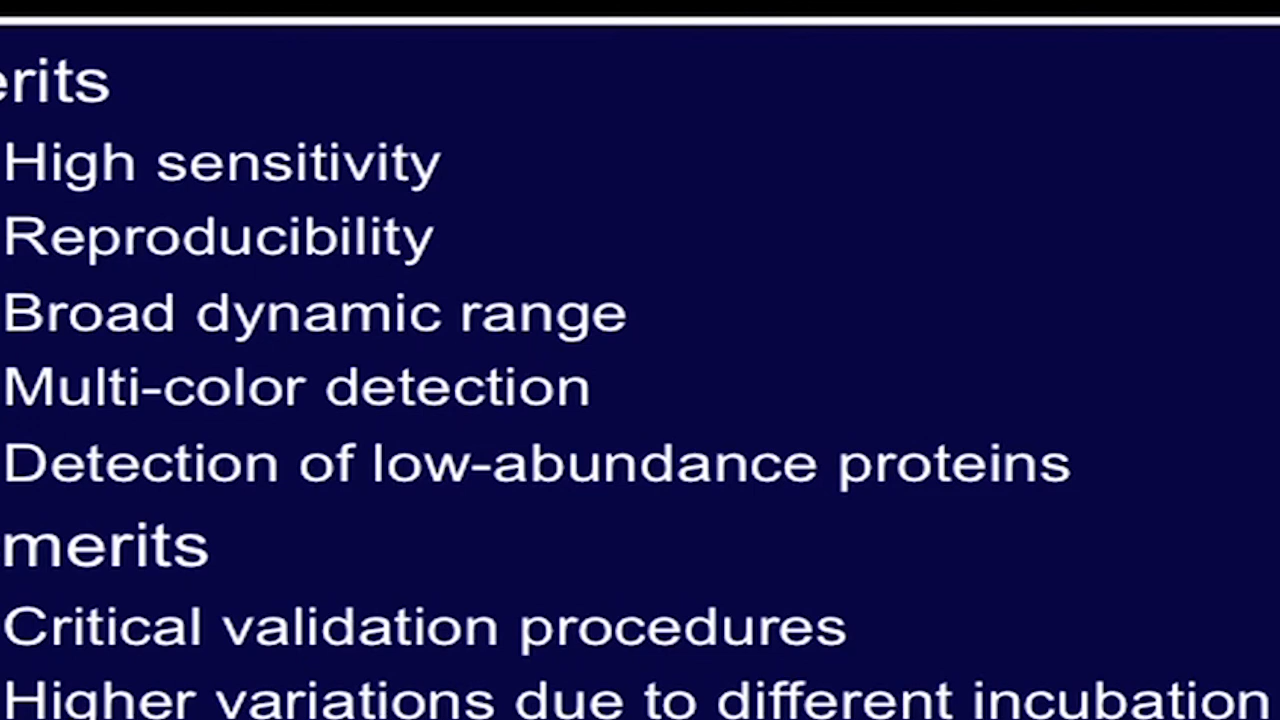 erits
High sensitivity
Reproducibility
Broad dynamic range
Multi-color detection
Detection of low-abundance proteins
merits
Critical validation procedures
Higher variations due to different incubation